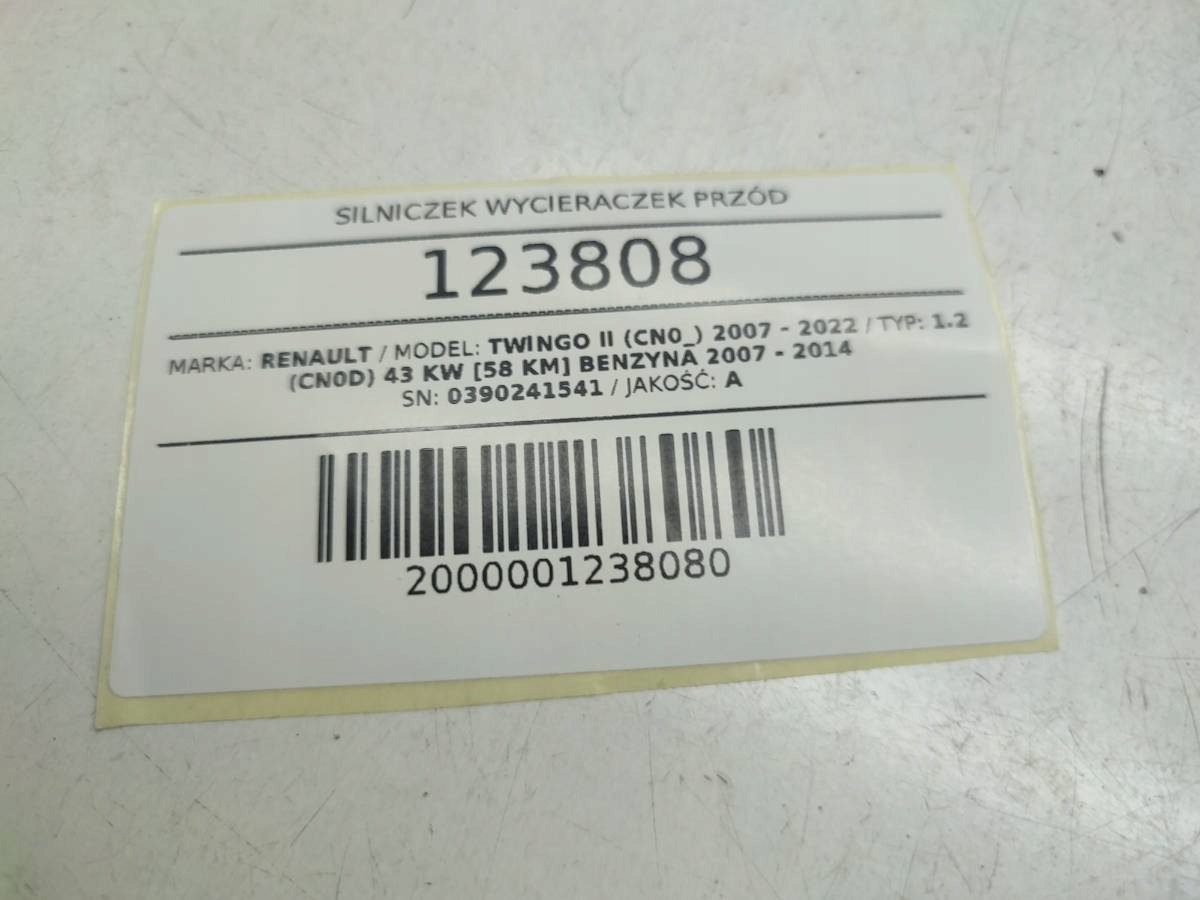 SILNICZEK WYCIERACZEK PRZÓD
123808
MARKA: RENAULT / MODEL: TWINGO II (CN0_) 2007 - 2022 / TYP: 1.2
(CN0D) 43 KW [58 KM] BENZYNA 2007 - 2014
SN: 0390241541 / JAKOŚĆ: A
2000001238080